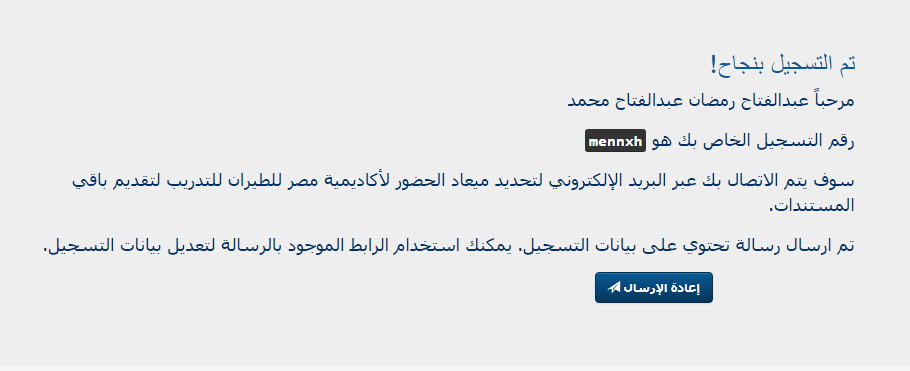 تم التسجيل بنجاح!
مرحباً عبدالفتاح رمضان عبدالفتاح محمد
رقم التسجيل الخاص بك هو mennxh
سوف يتم الاتصال بك عبر البريد الإلكتروني لتحديد ميعاد الحضور لأكاديمية مصر للطيران للتدريب لتقديم باقي
المستندات.
تم ارسال رسالة تحتوي على بيانات التسجيل. يمكنك استخدام الرابط الموجود بالرسالة لتعديل بيانات التسجيل.
إعادة الإرسال